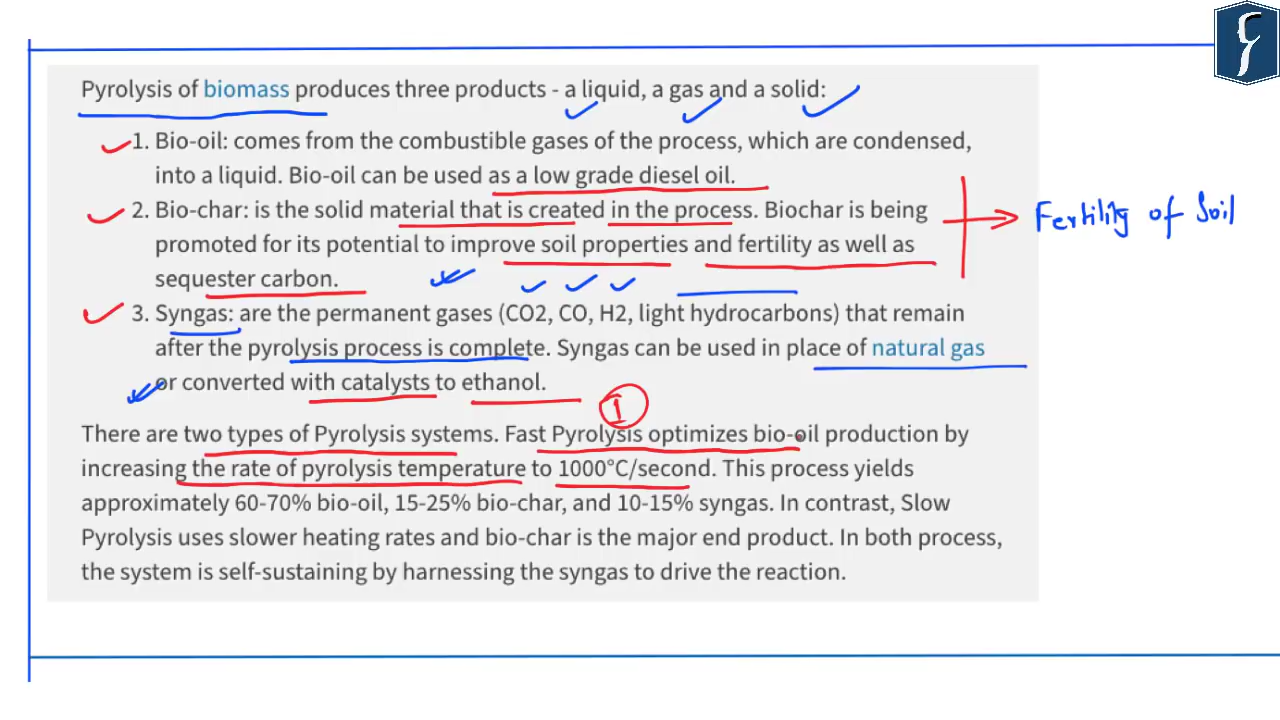 Pyrolysis of biomass produces three products - a liquid, a gas and a solid:
1. Bio-oil: comes from the combustible gases of the process, which are condensed,
into a liquid. Bio-oil can be used as a low grade diesel oil.
2. Bio-char: is the solid material that is created in the process. Biochar is being
promoted for its potential to improve soil properties and fertility as well as
sequester carbon.
Fertility of Soil
3. Syngas: are the permanent gases (CO2, CO, H2, light hydrocarbons) that remain
after the pyrolysis process is complete. Syngas can be used in place of natural gas
or converted with catalysts to ethanol.
1
There are two types of Pyrolysis systems. Fast Pyrolysis optimizes bio-oil production by
increasing the rate of pyrolysis temperature to 1000°C/second. This process yields
approximately 60-70% bio-oil, 15-25% bio-char, and 10-15% syngas. In contrast, Slow
Pyrolysis uses slower heating rates and bio-char is the major end product. In both process,
the system is self-sustaining by harnessing the syngas to drive the reaction.